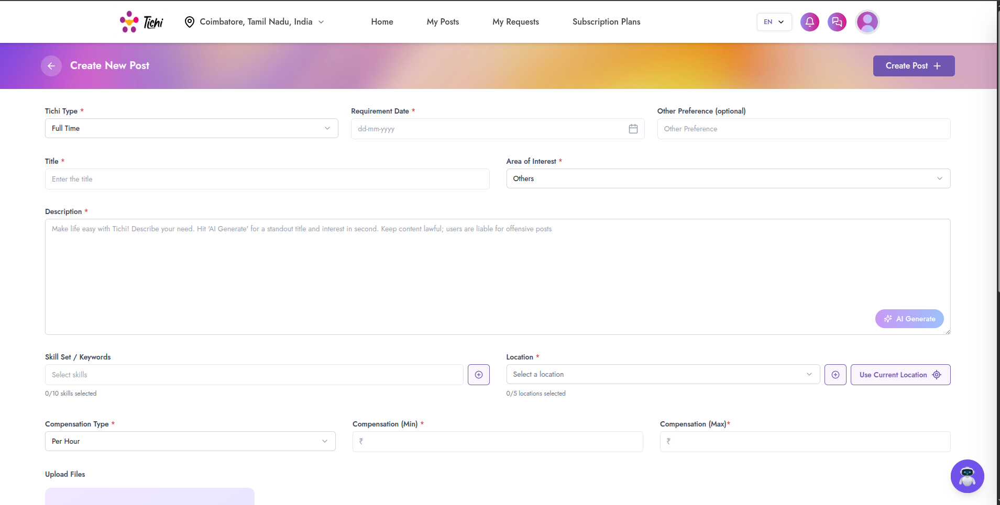 Tichi
Coimbatore, Tamil Nadu, India
Home
My Posts
My Requests
Subscription Plans
EN
Create New Post
Create Post
Tichi Type *
Requirement Date *
Other Preference (optional)
Full Time
dd-mm-yyyy
Other Preference
Title *
Area of Interest *
Enter the title
Others
Description *
Make life easy with Tichi! Describe your need. Hit 'AI Generate' for a standout title and interest in second. Keep content lawful; users are liable for offensive posts
AI Generate
Skill Set / Keywords
Location *
Select skills
Select a location
Use Current Location
0/10 skills selected
0/5 locations selected
Compensation Type *
Compensation (Min) *
Compensation (Max)*
Per Hour
₹
₹
Upload Files